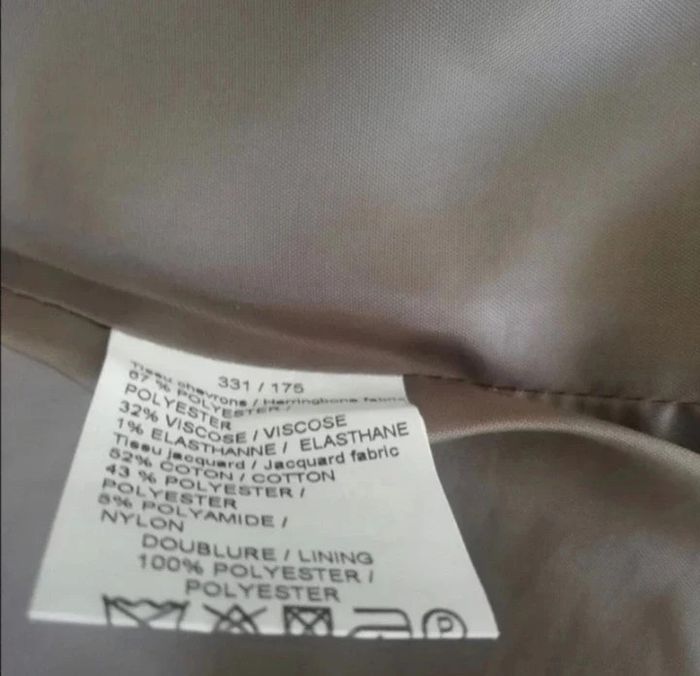 331 / 175
Tissu chevrons / Herringbone fabric
67 % POLYESTER /
POLYESTER
32% VISCOSE / VISCOSE
1% ELASTHANNE / ELASTHANE
Tissu jacquard / Jacquard fabric
52% COTON / COTTON
43 % POLYESTER /
POLYESTER
5% POLYAMIDE /
NYLON
DOUBLURE / LINING
100% POLYESTER /
POLYESTER
P